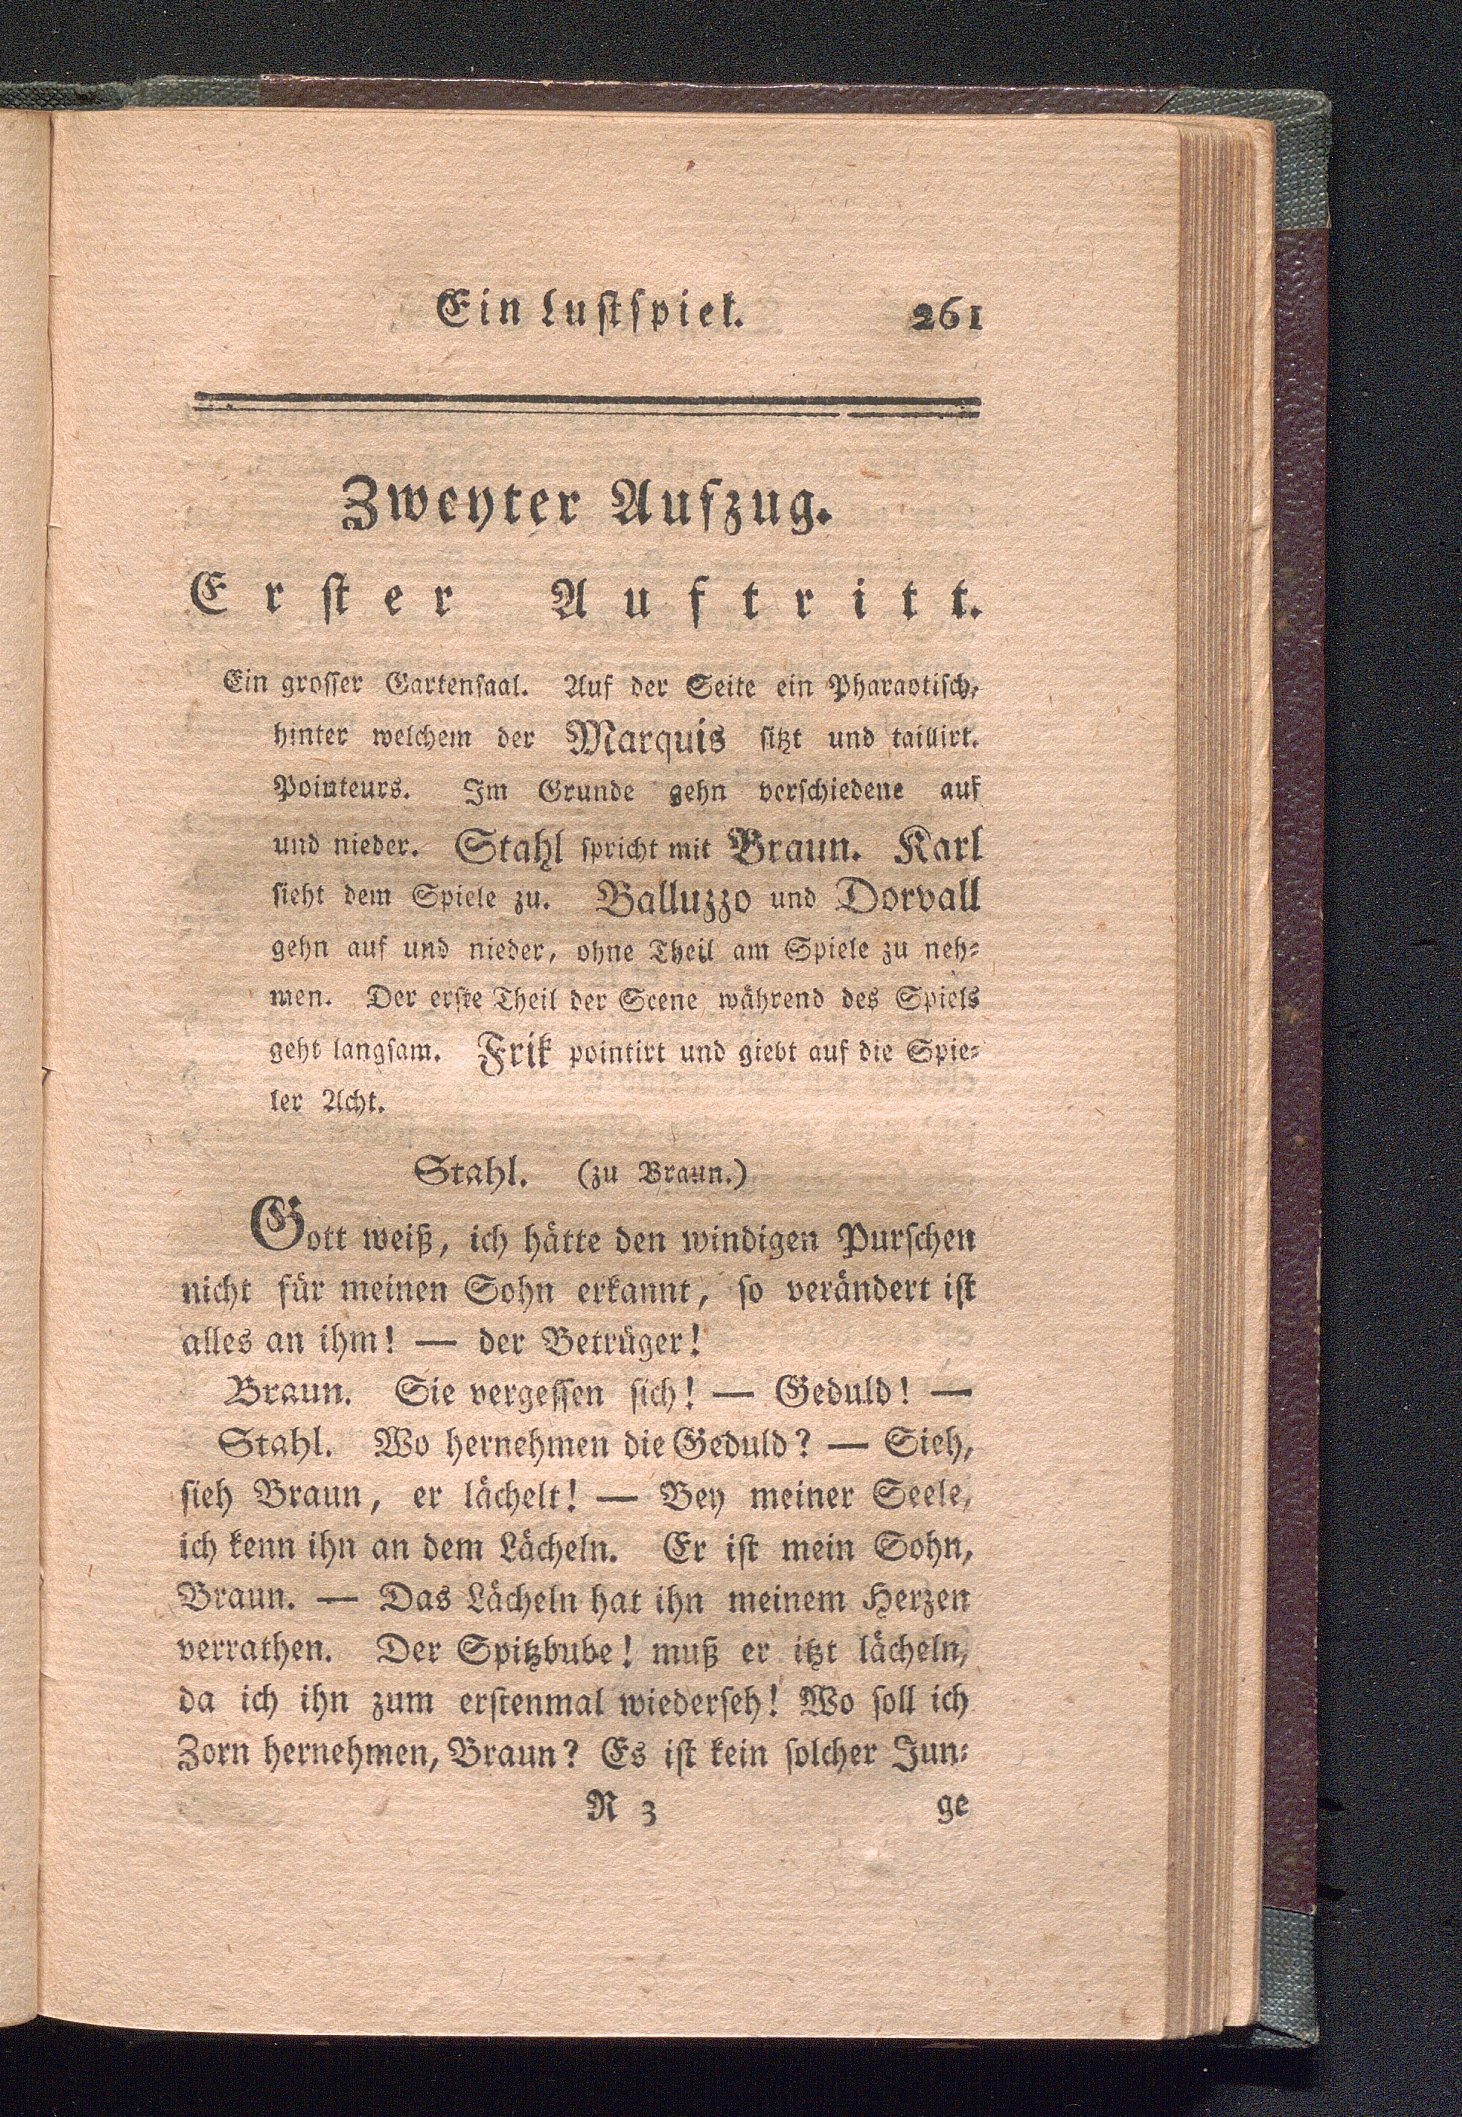 Ein Luſtſpiel. 261
Zweyter Aufzug.
Erſter Auftritt.
Ein groſſer Gartenſaal. Auf der Seite ein Pharaotiſch,
hinter welchem der Marquis ſitzt und taillirt.
Pointeurs. Im Grunde gehn verſchiedene auf
und nieder. Stahl ſpricht mit Braun. Karl
ſieht dem Spiele zu. Balluzzo und Dorvall
gehn auf und nieder, ohne Theil am Spiele zu neh⸗
men. Der erſte Theil der Scene während des Spiels
geht langſam. Frik pointirt und giebt auf die Spie⸗
ler Acht.
Stahl. (zu Braun.)
Gott weiß, ich hätte den windigen Purſchen
nicht für meinen Sohn erkannt, ſo verändert iſt
alles an ihm! — der Betrüger!
Braun. Sie vergeſſen ſich! — Geduld! —
Stahl. Wo hernehmen die Geduld? — Sieh,
ſieh Braun, er lächelt! — Bey meiner Seele,
ich kenn ihn an dem Lächeln. Er iſt mein Sohn,
Braun. — Das Lächeln hat ihn meinem Herzen
verrathen. Der Spitzbube! muß er itzt lächeln,
da ich ihn zum erſtenmal wiederſeh! Wo ſoll ich
Zorn hernehmen, Braun? Es iſt kein ſolcher Jun⸗
R 3 ge